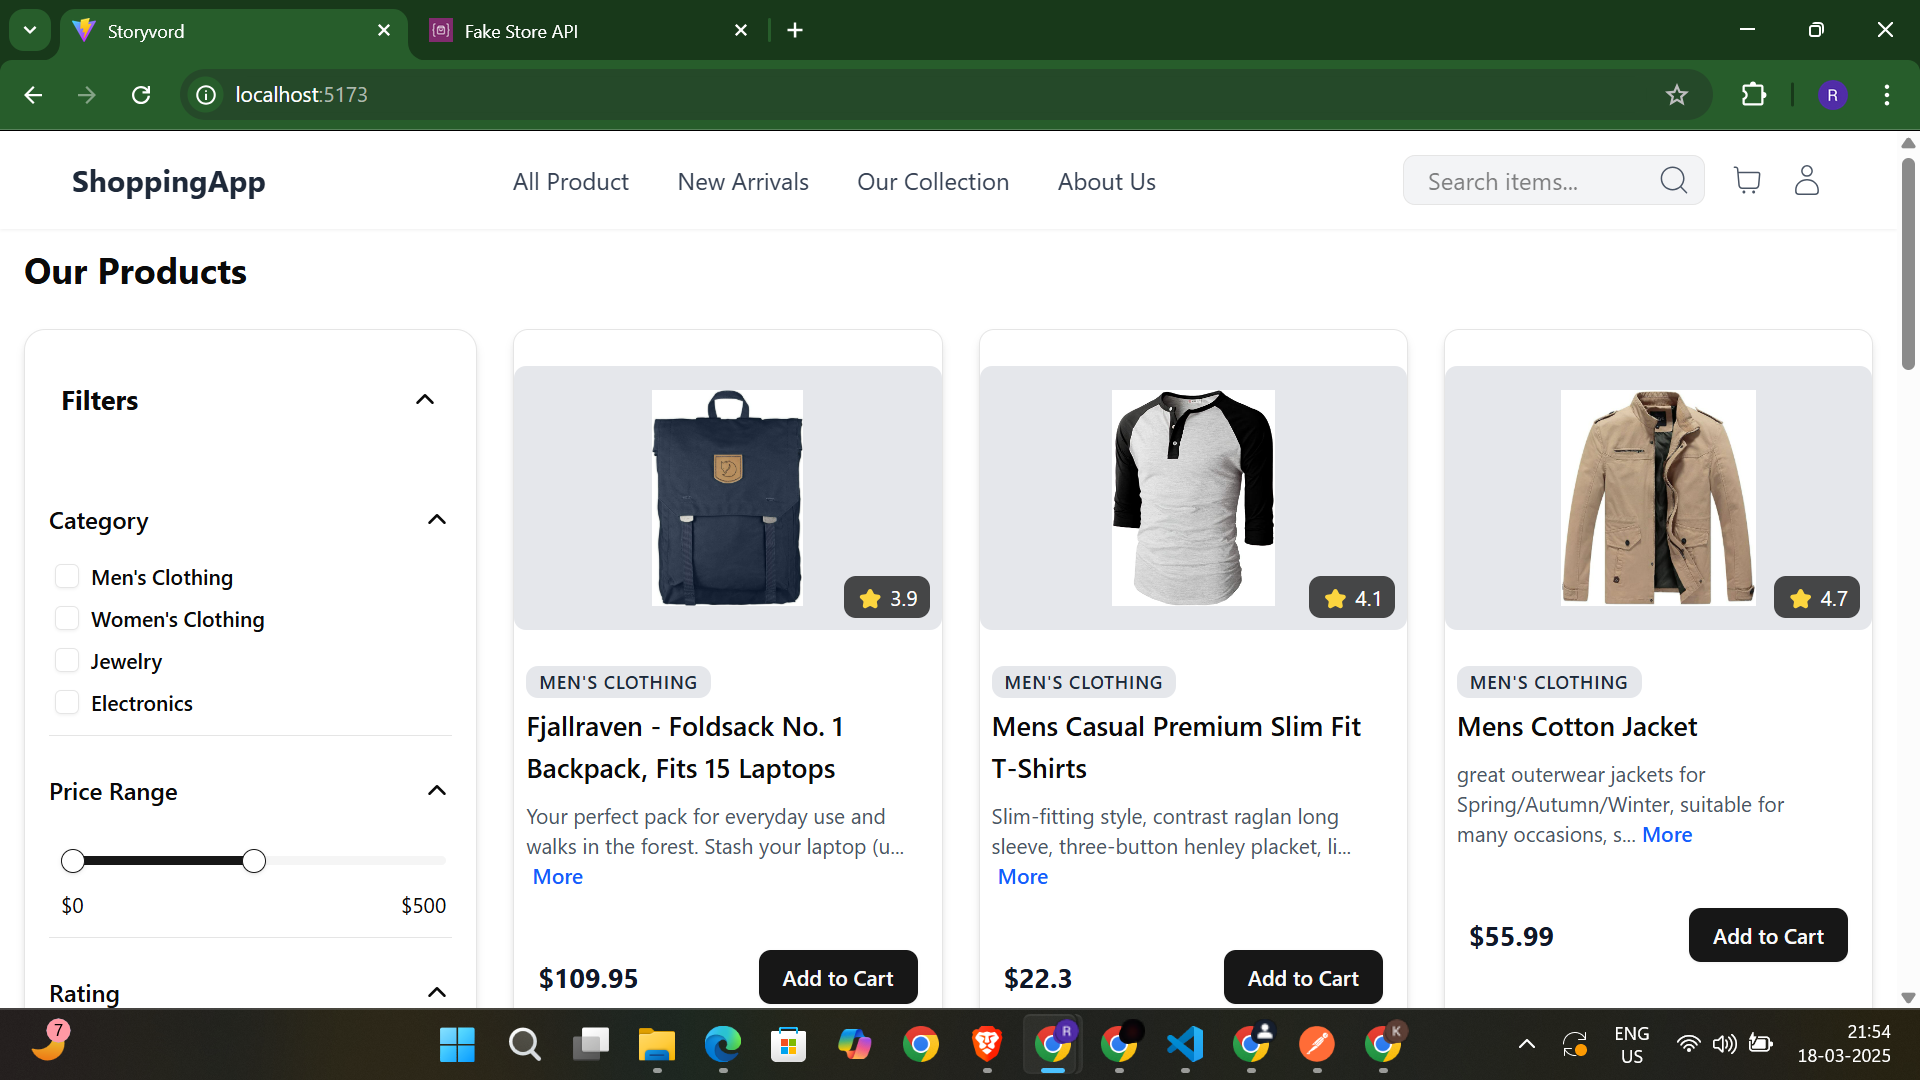 Storyvord
Fake Store API
localhost:5173
R
ShoppingApp
All Product
New Arrivals
Our Collection
About Us
Search items...
Our Products
Filters
Category
Men's Clothing
Women's Clothing
Jewelry
Electronics
Price Range
$0
$500
Rating
3.9
MEN'S CLOTHING
Fjallraven - Foldsack No. 1
Backpack, Fits 15 Laptops
Your perfect pack for everyday use and
walks in the forest. Stash your laptop (u...
More
$109.95
Add to Cart
4.1
MEN'S CLOTHING
Mens Casual Premium Slim Fit
T-Shirts
Slim-fitting style, contrast raglan long
sleeve, three-button henley placket, li...
More
$22.3
Add to Cart
4.7
MEN'S CLOTHING
Mens Cotton Jacket
great outerwear jackets for
Spring/Autumn/Winter, suitable for
many occasions, s... More
$55.99
Add to Cart
7
R
K
ENG
US
21:54
18-03-2025